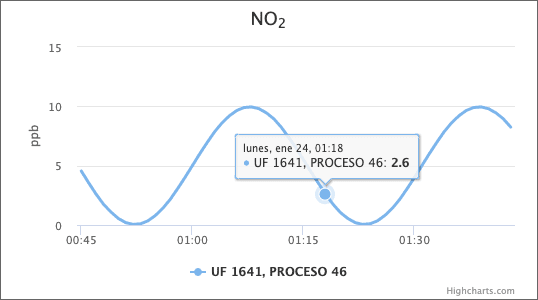 NO2
15
10
5
0
ppb
lunes, ene 24, 01:18
● UF 1641, PROCESO 46: 2.6
00:45 01:00 01:15 01:30
UF 1641, PROCESO 46
Highcharts.com